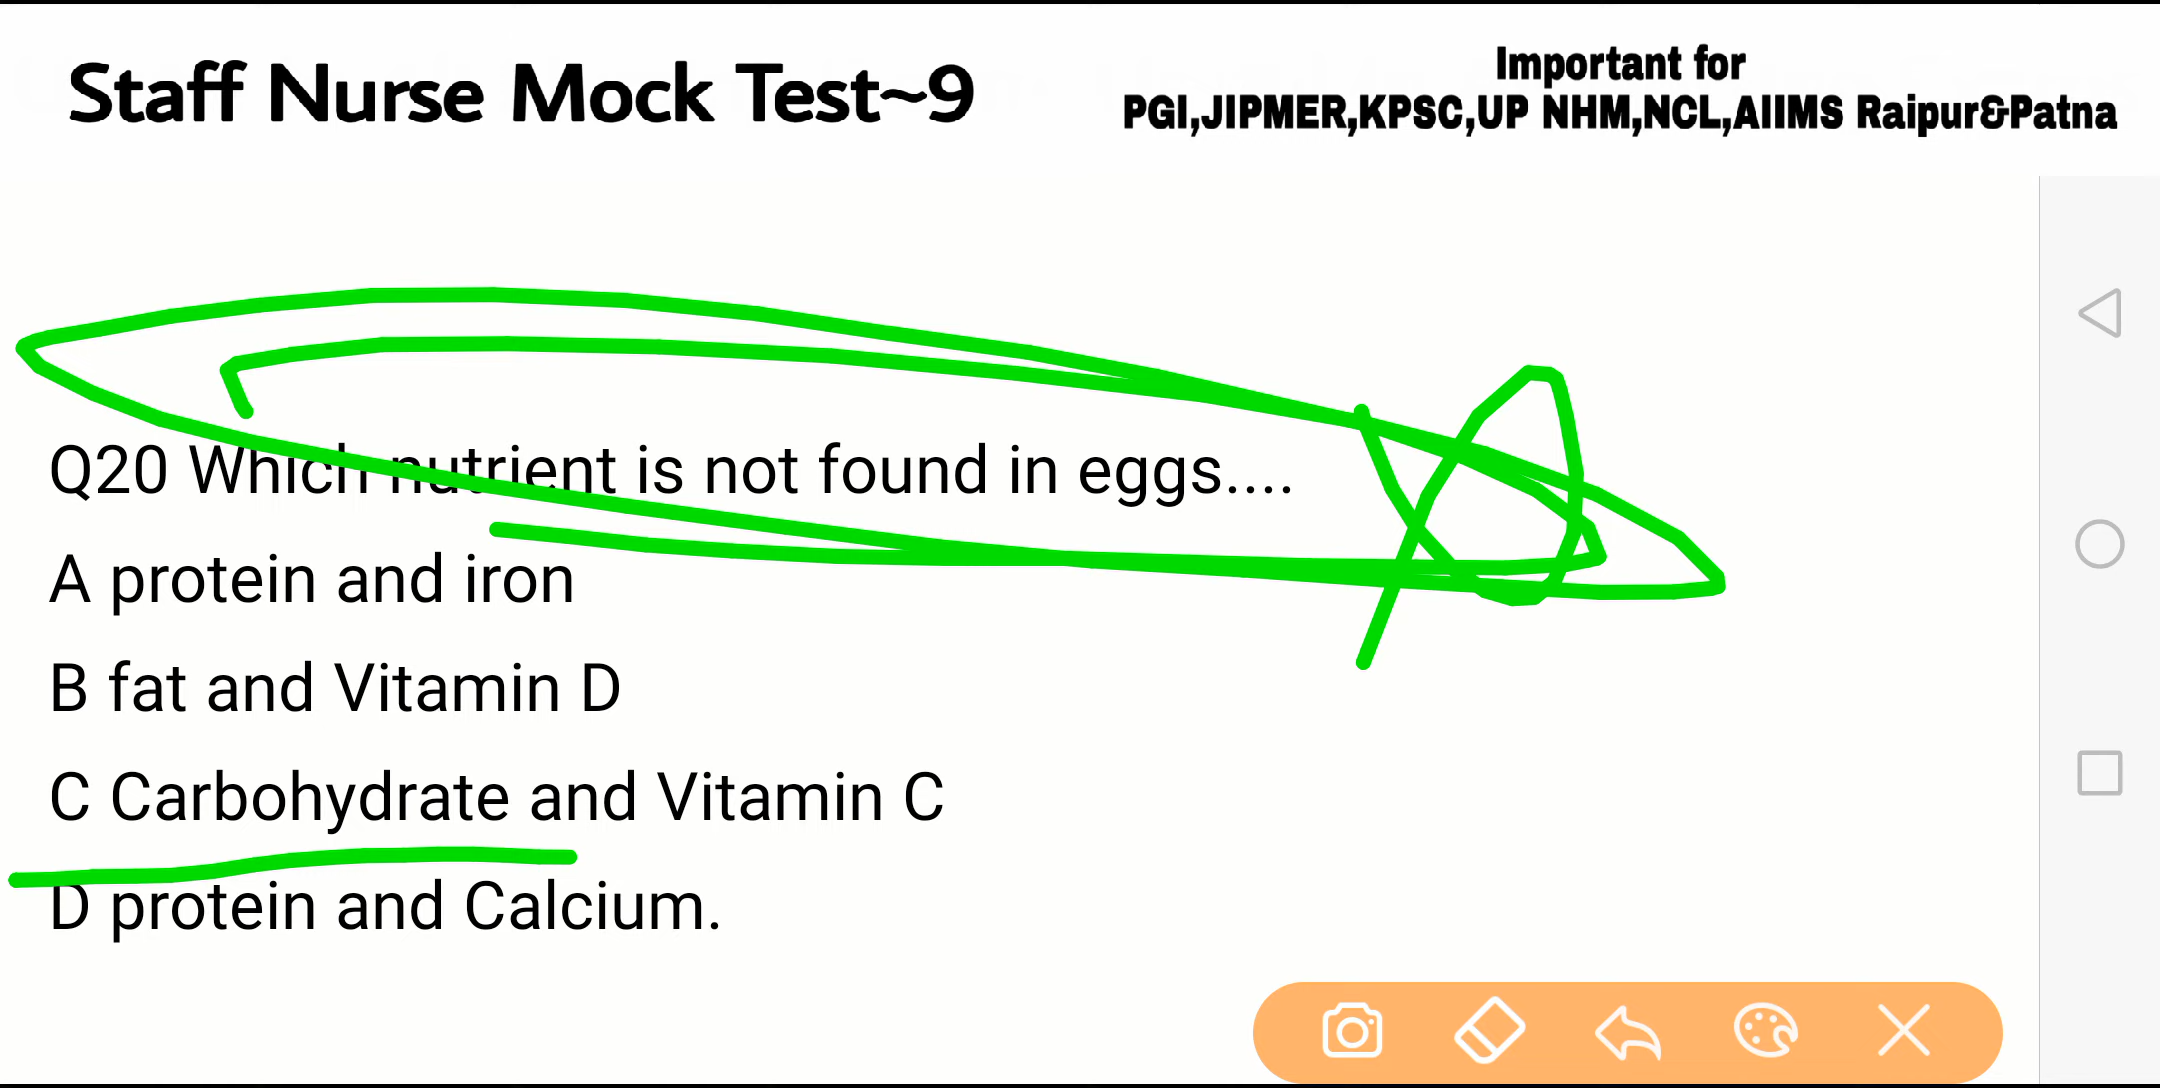 Staff Nurse Mock Test~9
Important for
PGI,JIPMER,KPSC,UP NHM,NCL,AIIMS Raipur&Patna
Q20 Which nutrient is not found in eggs....
A protein and iron
B fat and Vitamin D
C Carbohydrate and Vitamin C
D protein and Calcium.